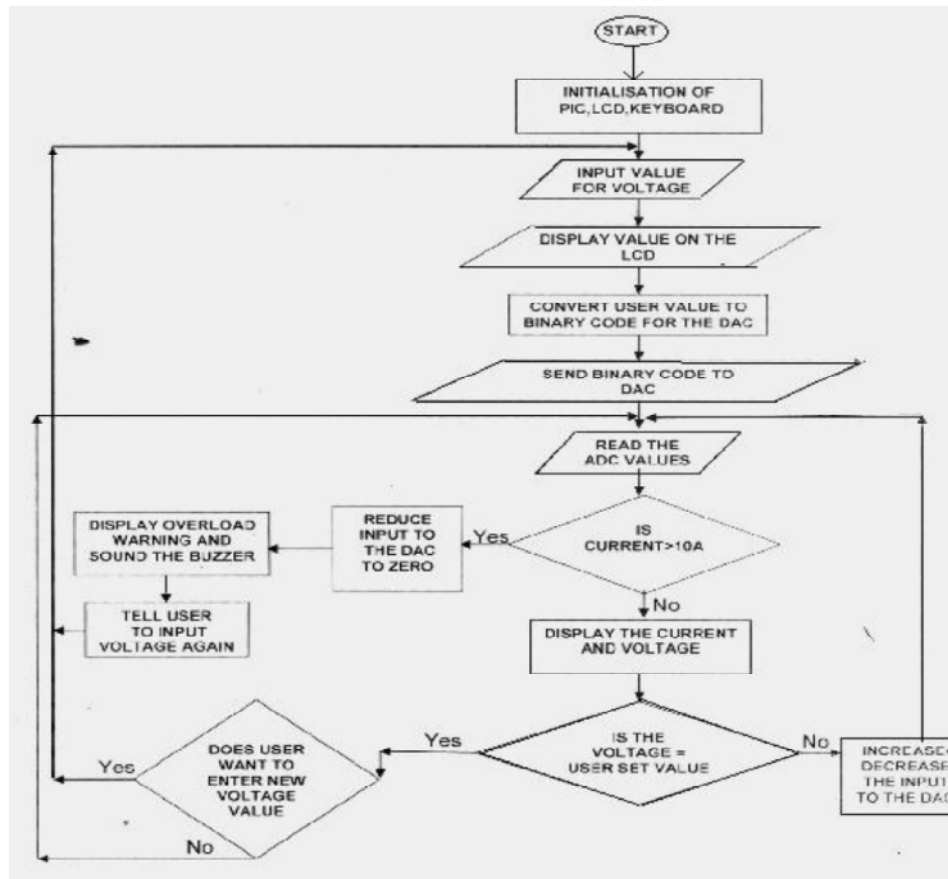 START
INITIALISATION OF
PIC,LCD,KEYBOARD
INPUT VALUE
FOR VOLTAGE
DISPLAY VALUE ON THE
LCD
CONVERT USER VALUE TO
BINARY CODE FOR THE DAC
SEND BINARY CODE TO
DAC
READ THE
ADC VALUES
IS
CURRENT>10A
Yes
REDUCE
INPUT TO
THE DAC
TO ZERO
DISPLAY OVERLOAD
WARNING AND
SOUND THE BUZZER
TELL USER
TO INPUT
VOLTAGE AGAIN
No
DISPLAY THE CURRENT
AND VOLTAGE
IS THE
VOLTAGE =
USER SET VALUE
No
DECREASE
THE INPUT
TO THE DAC
Yes
DOES USER
WANT TO
ENTER NEW
VOLTAGE
VALUE
Yes
No